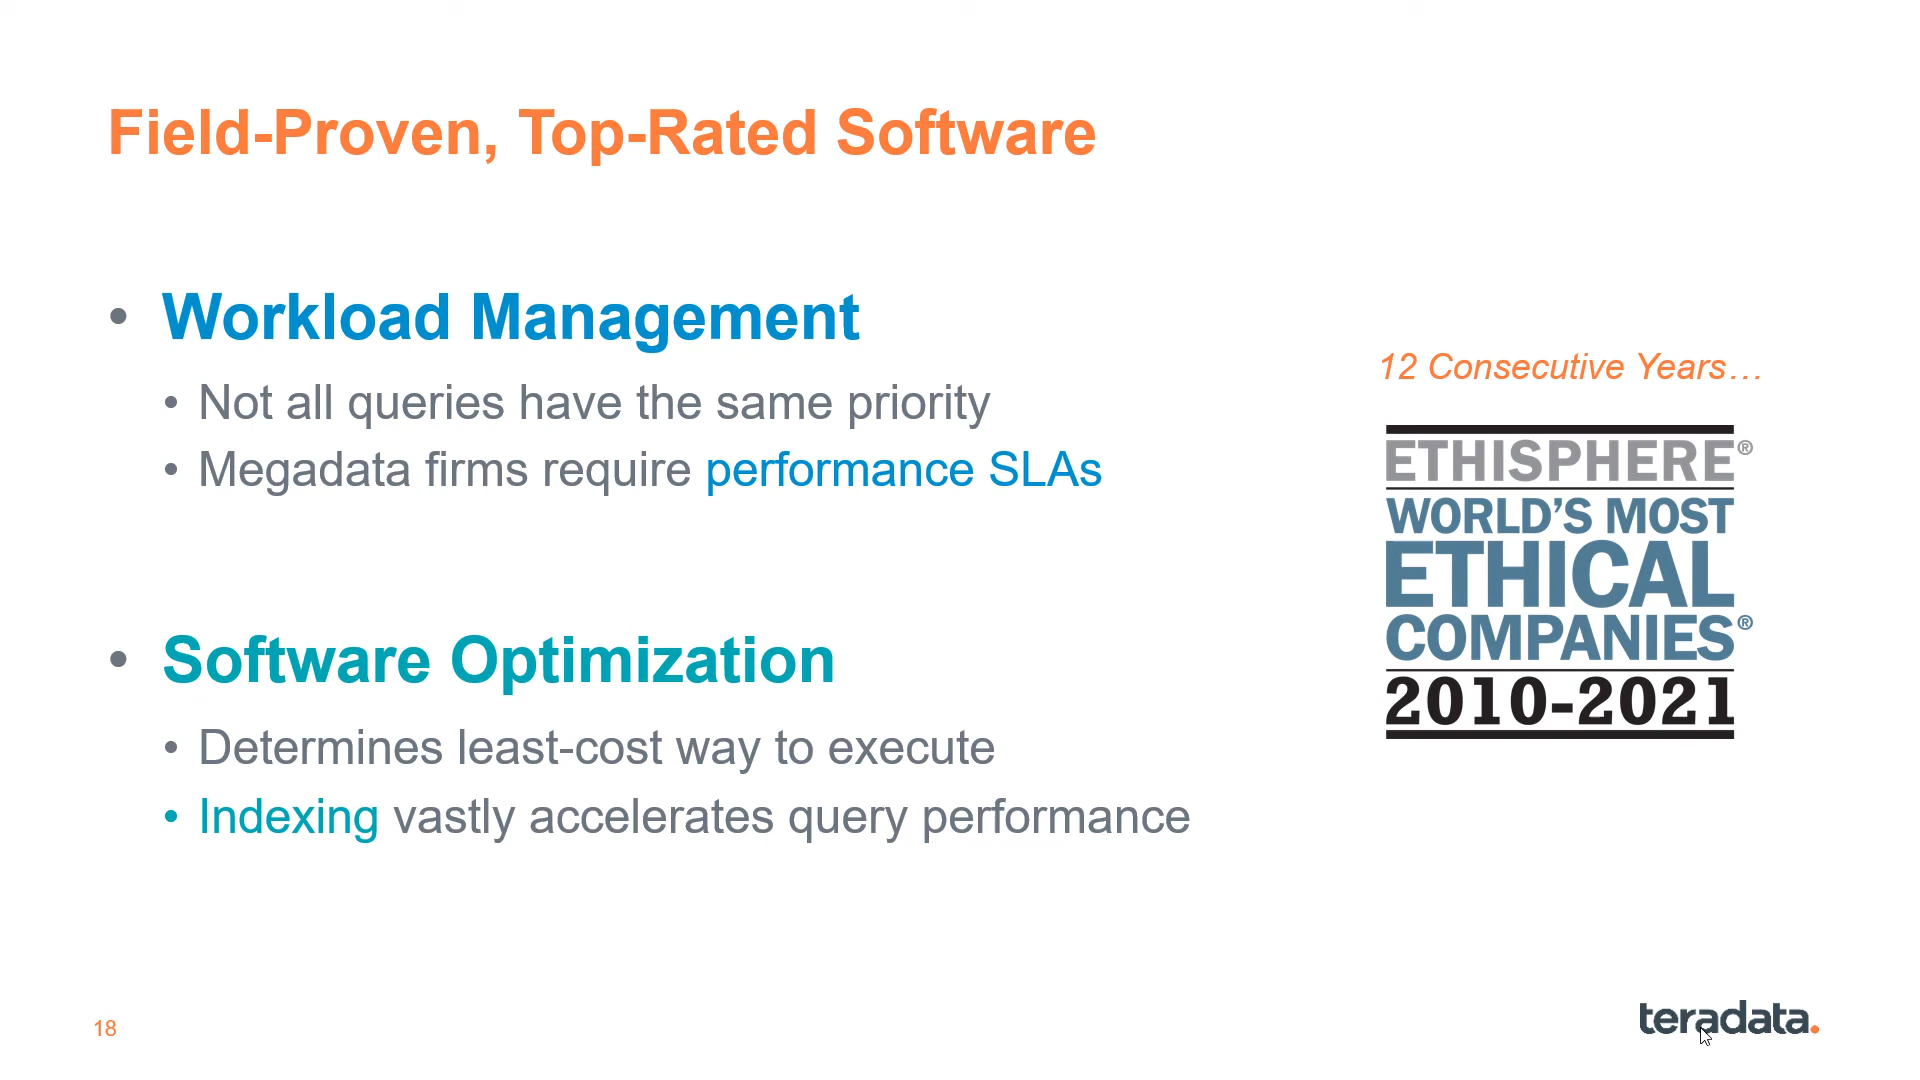 Field-Proven, Top-Rated Software
• Workload Management
• Not all queries have the same priority
• Megadata firms require performance SLAs
• Software Optimization
• Determines least-cost way to execute
• Indexing vastly accelerates query performance
12 Consecutive Years…
ETHISPHERE®
WORLD’S MOST
ETHICAL
COMPANIES®
2010-2021
18
teradata.